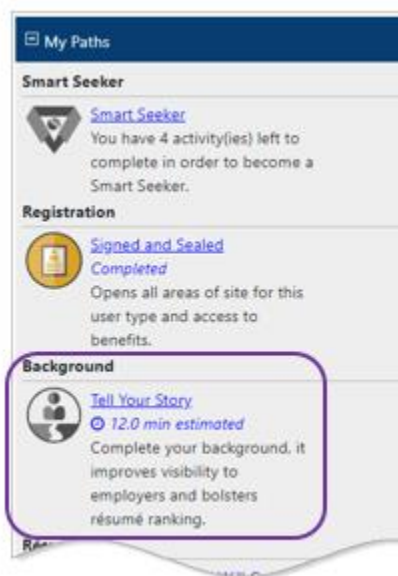 My Paths
Smart Seeker
Smart Seeker
You have 4 activity(ies) left to
complete in order to become a
Smart Seeker.
Registration
Signed and Sealed
Completed
Opens all areas of site for this
user type and access to
benefits.
Background
Tell Your Story
12.0 min estimated
Complete your background, it
improves visibility to
employers and bolsters
résumé ranking.